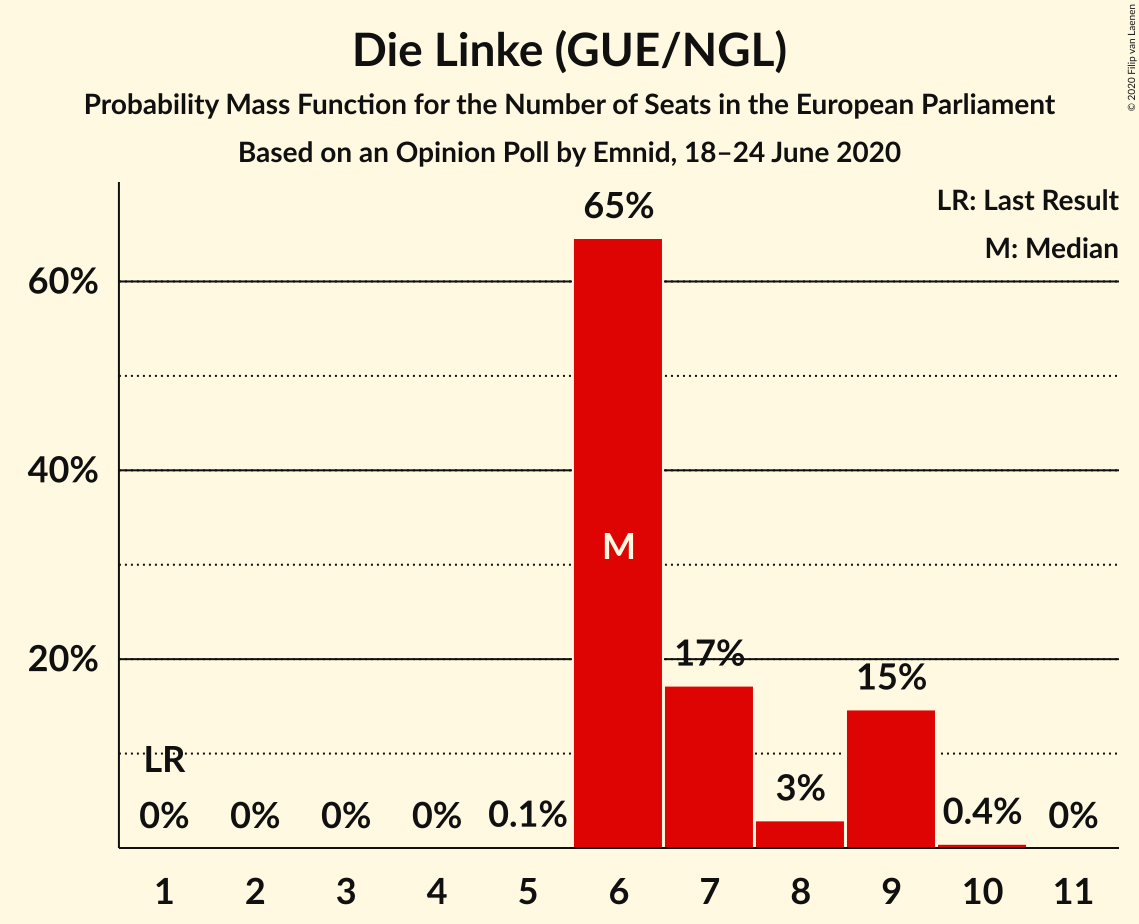 Die Linke (GUE/NGL)
Probability Mass Function for the Number of Seats in the European Parliament
Based on an Opinion Poll by Emnid, 18–24 June 2020
© 2020 Filip van Laenen
LR: Last Result
M: Median
65%
60%
40%
M
20%
17%
15%
LR
3%
0%
0%
0%
0%
0.1%
0.4%
0%
1 2 3 4 5 6 7 8 9 10 11